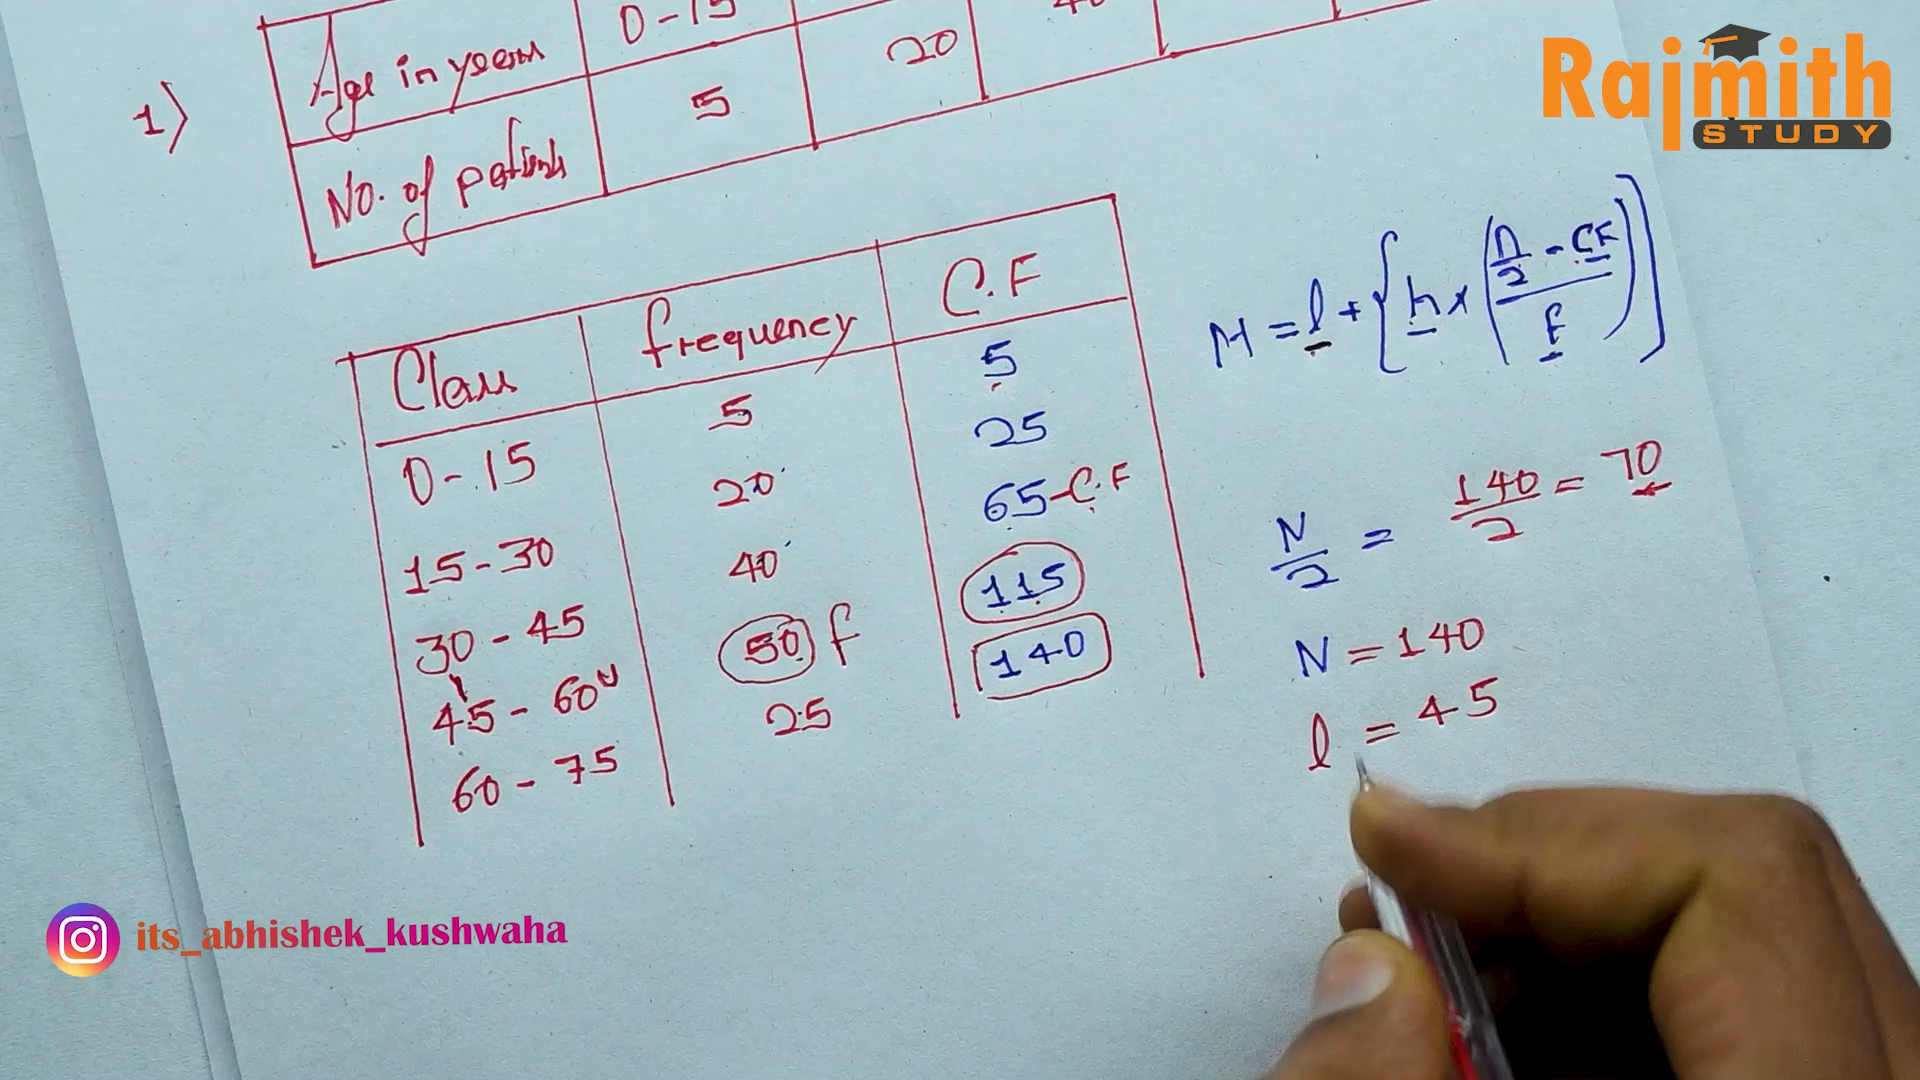 Rajmith
STUDY
1)
Age in years 0-15
No. of patients 5 20
Class frequency C.F
0-15 5 5
15-30 20 25
30-45 40 65-C.F
45-60 50 f 115
60-75 25 140
M = l + { h × ( n/2 - CF / f ) }
N/2 = 140/2 = 70
N = 140
l = 45
its_abhishek_kushwaha